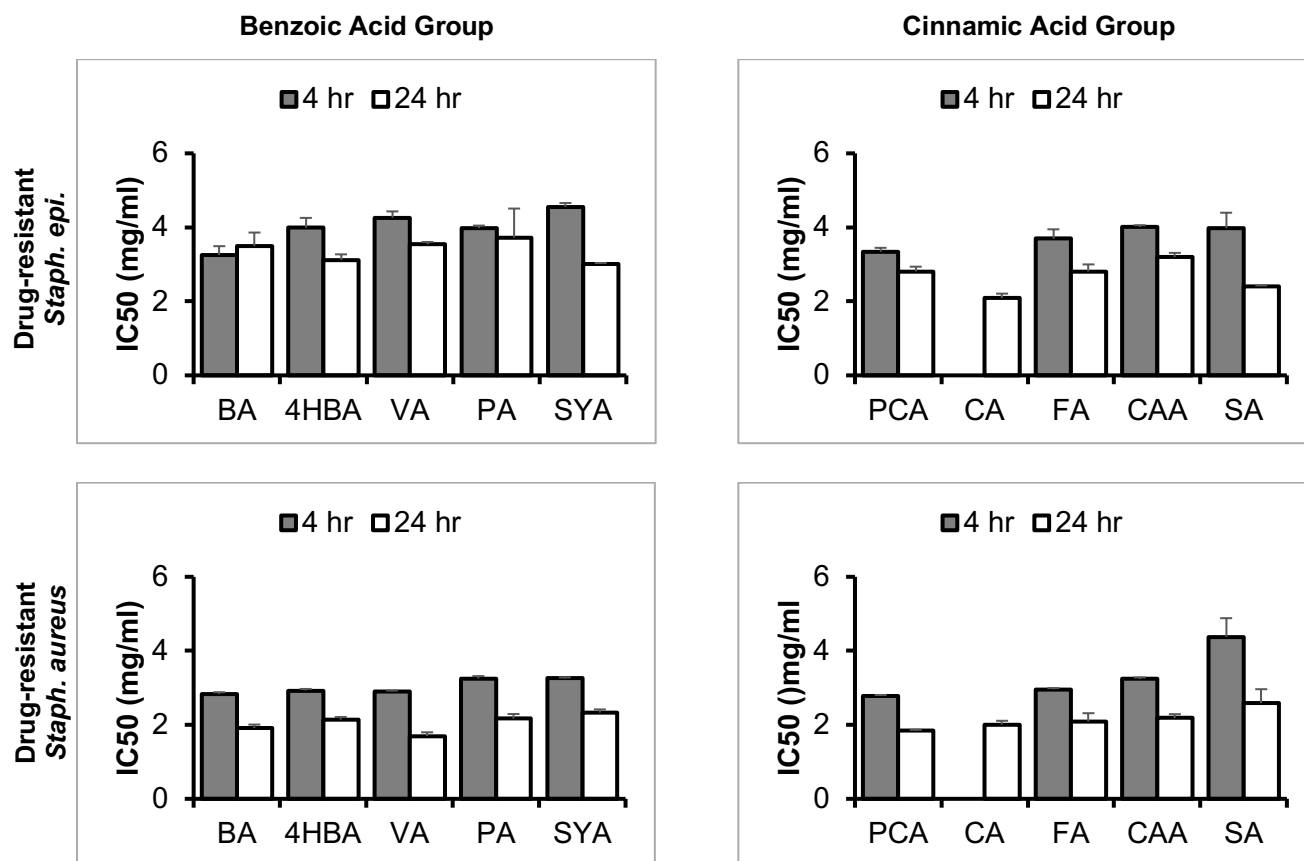 Benzoic Acid Group
Cinnamic Acid Group
Drug-resistant
Staph. epi.
4 hr 24 hr
IC50 (mg/ml)
6
4
2
0
BA 4HBA VA PA SYA
4 hr 24 hr
IC50 (mg/ml)
6
4
2
0
PCA CA FA CAA SA
Drug-resistant
Staph. aureus
4 hr 24 hr
IC50 (mg/ml)
6
4
2
0
BA 4HBA VA PA SYA
4 hr 24 hr
IC50 ()mg/ml
6
4
2
0
PCA CA FA CAA SA